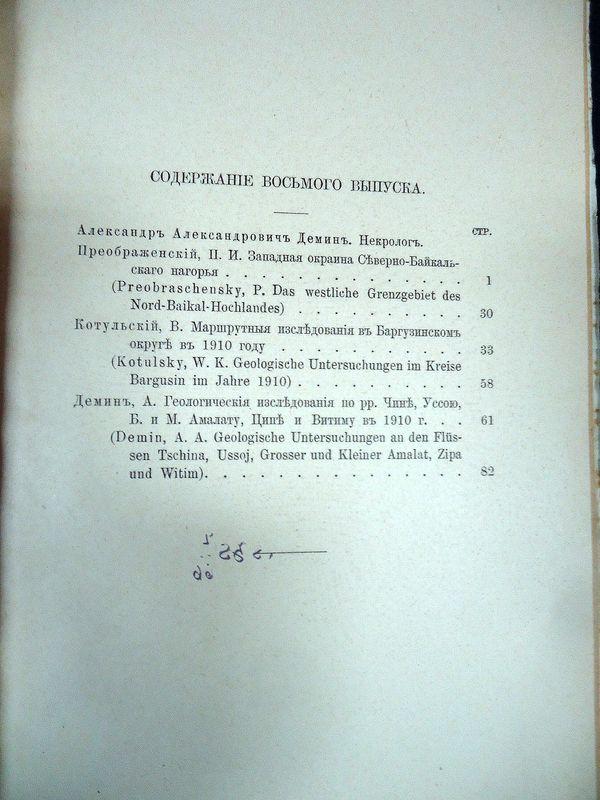 СОДЕРЖАНІЕ ВОСЬМОГО ВЫПУСКА.
СТР.
Александръ Александровичъ Деминъ. Некрологъ.
Преображенскій, П. И. Западная окраина Сѣверно-Байкаль-
скаго нагорья . . . . . . . . . . . . . . 1
(Preobraschensky, P. Das westliche Grenzgebiet des
Nord-Baikal-Hochlandes) . . . . . . . . . . 30
Котульскій, В. Маршрутныя изслѣдованія въ Баргузинскомъ
округѣ въ 1910 году . . . . . . . . . . . 33
(Kotulsky, W. K. Geologische Untersuchungen im Kreise
Bargusin im Jahre 1910) . . . . . . . . . . 58
Деминъ, А. Геологическія изслѣдованія по рр. Чинѣ, Уссою,
Б. и М. Амалату, Ципѣ и Витиму въ 1910 г. . . . 61
(Demin, A. A. Geologische Untersuchungen an den Flüs-
sen Tschina, Ussoj, Grosser und Kleiner Amalat, Zipa
und Witim) . . . . . . . . . . . . . . . 82